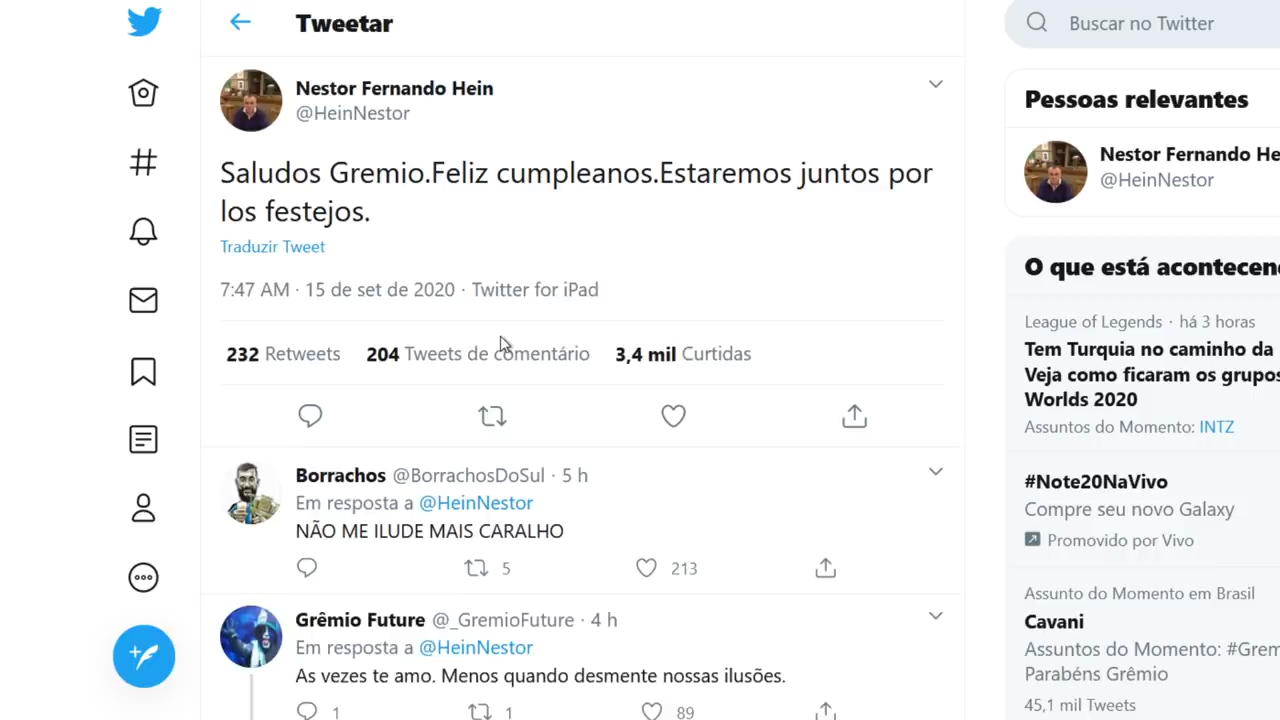 Tweetar
Buscar no Twitter
Nestor Fernando Hein
@HeinNestor
Saludos Gremio.Feliz cumpleanos.Estaremos juntos por
los festejos.
Traduzir Tweet
7:47 AM · 15 de set de 2020 · Twitter for iPad
232 Retweets 204 Tweets de comentário 3,4 mil Curtidas
Borrachos @BorrachosDoSul · 5 h
Em resposta a @HeinNestor
NÃO ME ILUDE MAIS CARALHO
5 213
Grêmio Future @_GremioFuture · 4 h
Em resposta a @HeinNestor
As vezes te amo. Menos quando desmente nossas ilusões.
1 1 89
Pessoas relevantes
Nestor Fernando He
@HeinNestor
O que está acontecen
League of Legends · há 3 horas
Tem Turquia no caminho da
Veja como ficaram os grupos
Worlds 2020
Assuntos do Momento: INTZ
#Note20NaVivo
Compre seu novo Galaxy
Promovido por Vivo
Assunto do Momento em Brasil
Cavani
Assuntos do Momento: #Grem
Parabéns Grêmio
45,1 mil Tweets